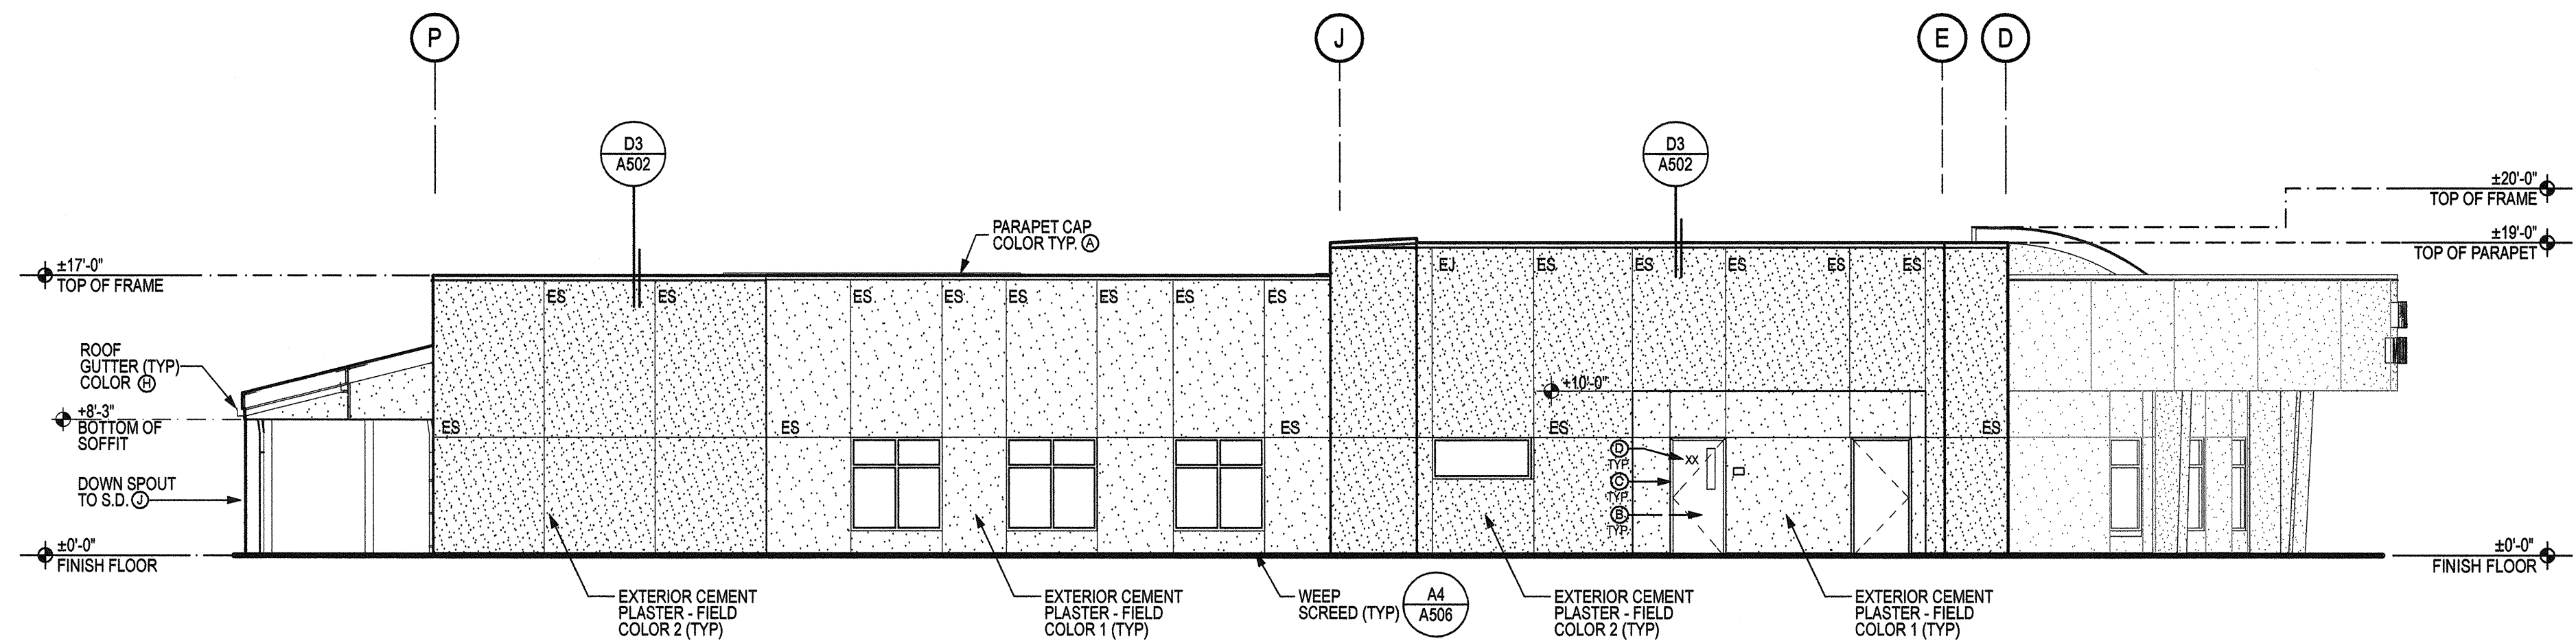 P
J
E
D
D3
A502
D3
A502
±20'-0"
TOP OF FRAME
PARAPET CAP
COLOR TYP. A
±19'-0"
TOP OF PARAPET
±17'-0"
TOP OF FRAME
EJ ES ES ES ES ES
ES ES ES ES ES ES ES ES
ROOF
GUTTER (TYP)
COLOR H
+10'-0"
+8'-3"
BOTTOM OF
SOFFIT
ES ES ES ES ES
D
TYP.
XX
C
TYP.
B
TYP.
DOWN SPOUT
TO S.D. J
±0'-0"
FINISH FLOOR
±0'-0"
FINISH FLOOR
EXTERIOR CEMENT
PLASTER - FIELD
COLOR 2 (TYP)
EXTERIOR CEMENT
PLASTER - FIELD
COLOR 1 (TYP)
WEEP
SCREED (TYP)
A4
A506
EXTERIOR CEMENT
PLASTER - FIELD
COLOR 2 (TYP)
EXTERIOR CEMENT
PLASTER - FIELD
COLOR 1 (TYP)